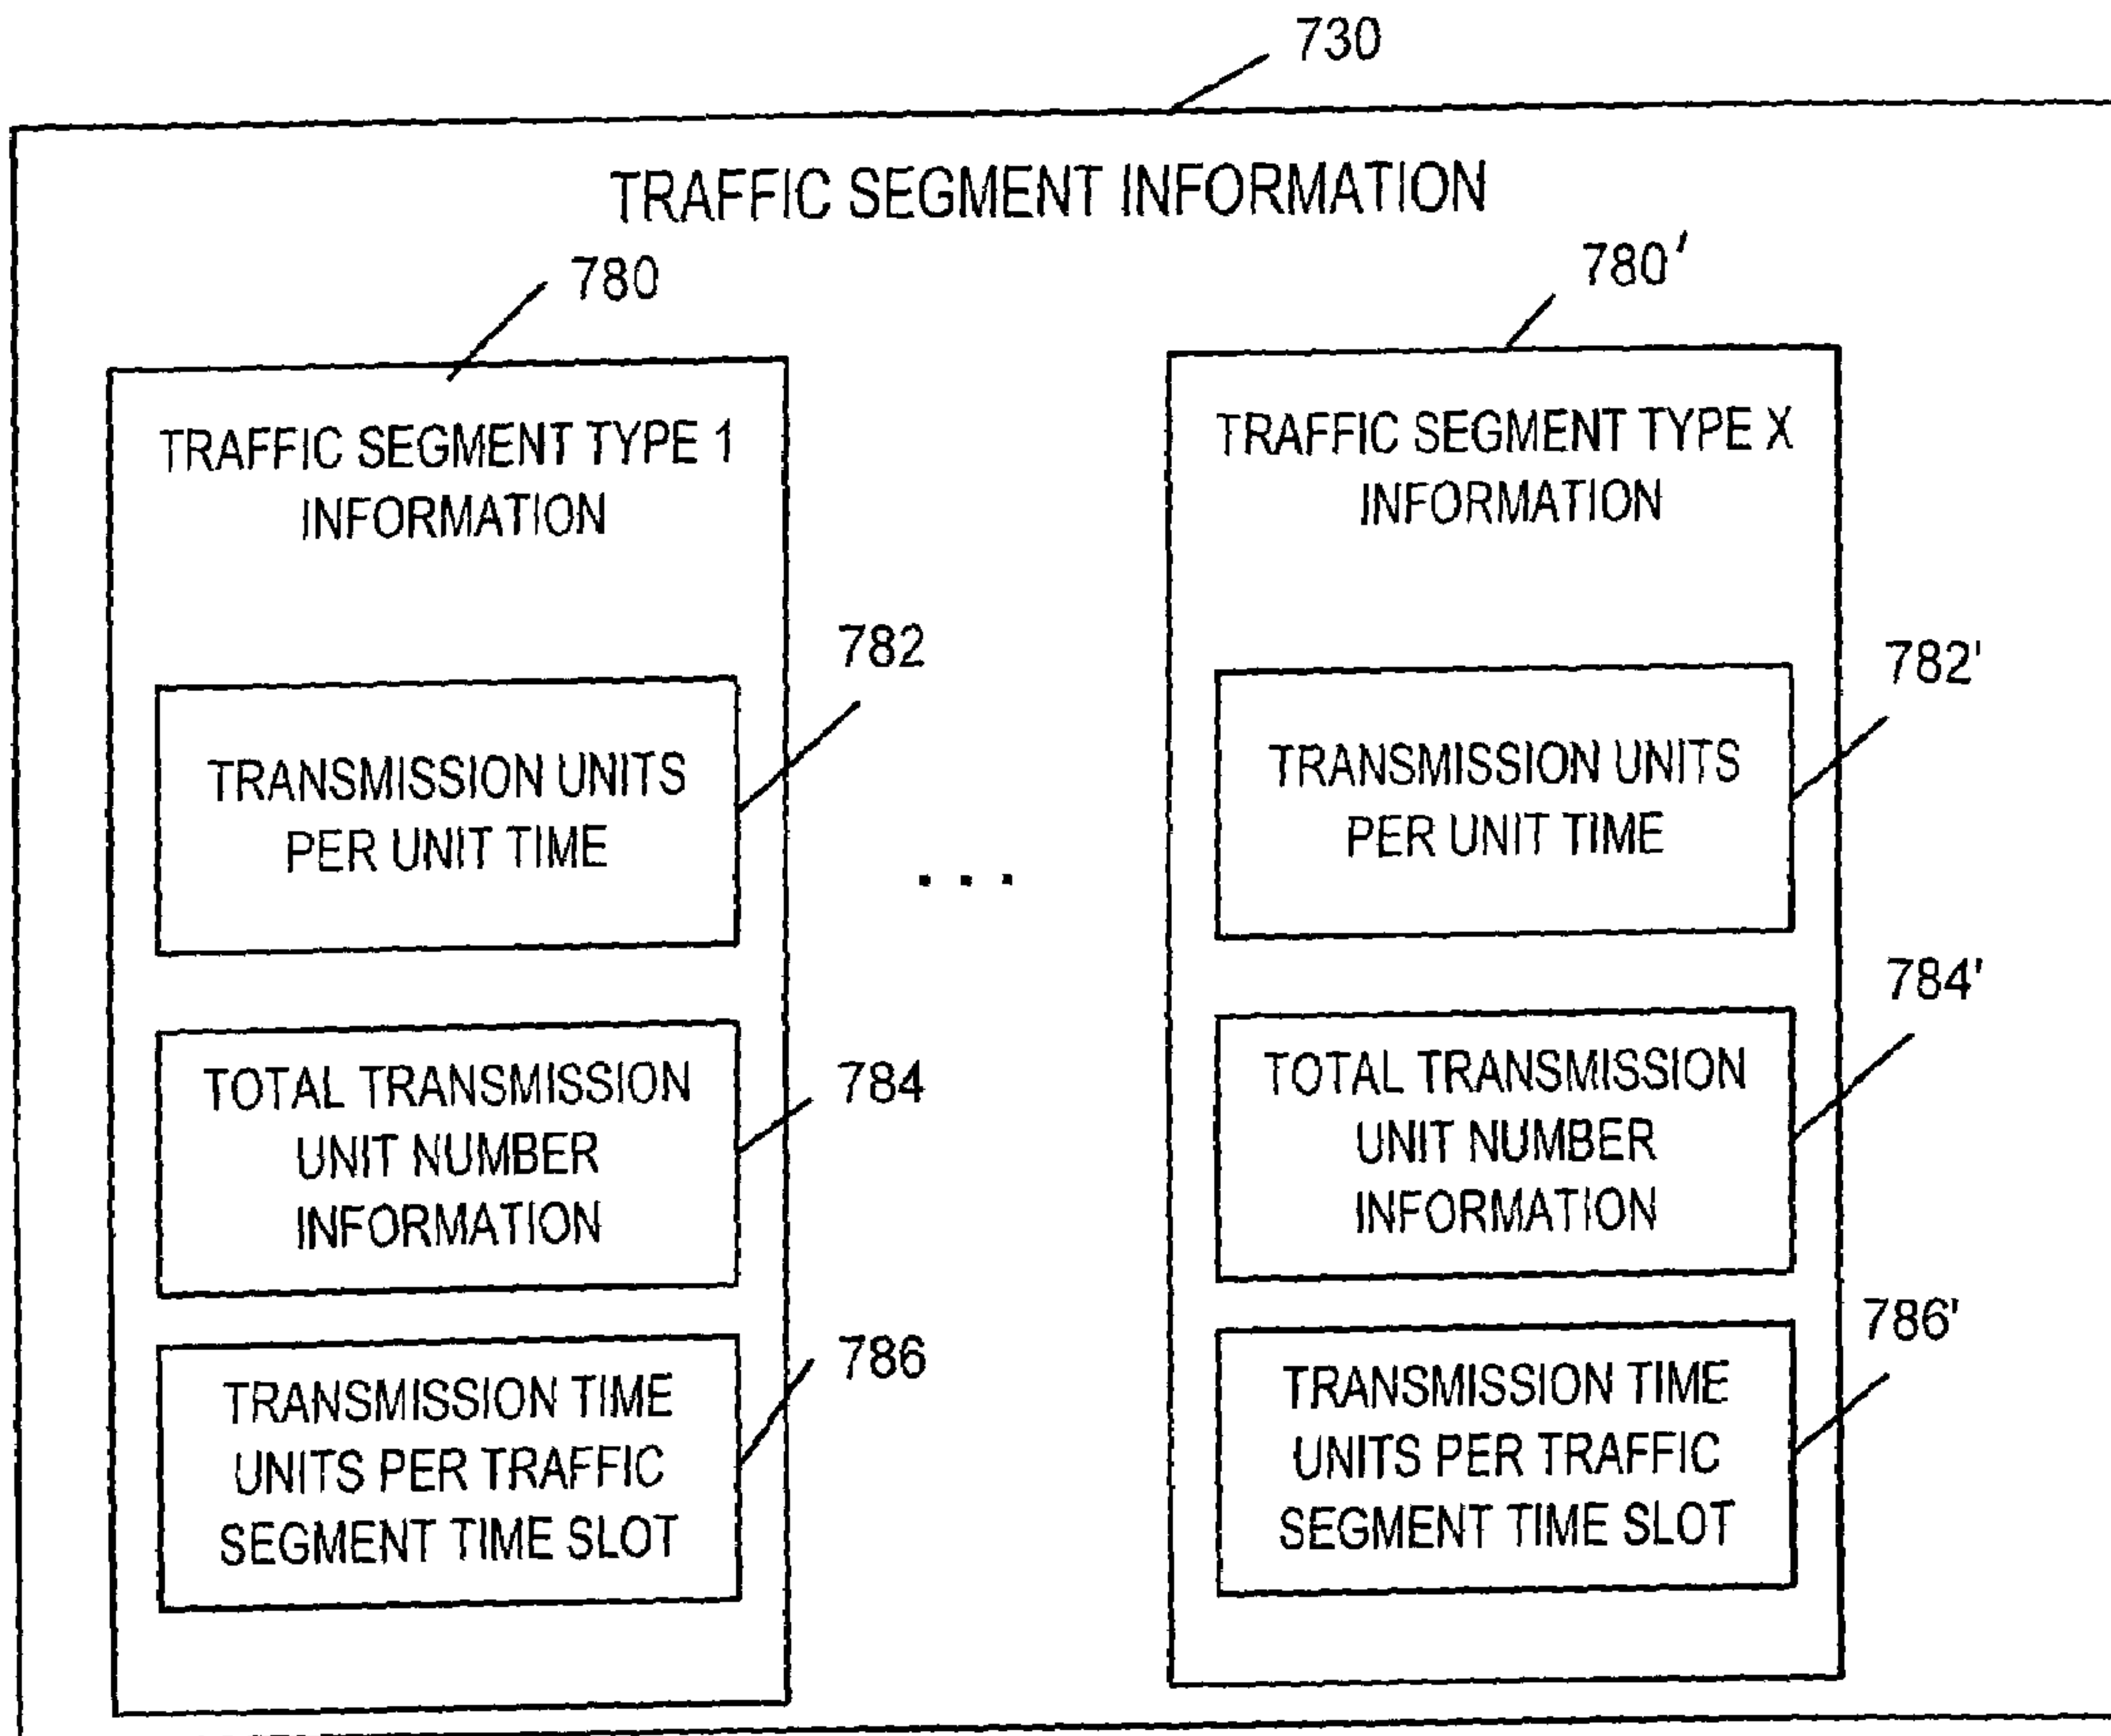 730
TRAFFIC SEGMENT INFORMATION
780
TRAFFIC SEGMENT TYPE 1
INFORMATION
782
TRANSMISSION UNITS
PER UNIT TIME
784
TOTAL TRANSMISSION
UNIT NUMBER
INFORMATION
786
TRANSMISSION TIME
UNITS PER TRAFFIC
SEGMENT TIME SLOT
...
780'
TRAFFIC SEGMENT TYPE X
INFORMATION
782'
TRANSMISSION UNITS
PER UNIT TIME
784'
TOTAL TRANSMISSION
UNIT NUMBER
INFORMATION
786'
TRANSMISSION TIME
UNITS PER TRAFFIC
SEGMENT TIME SLOT